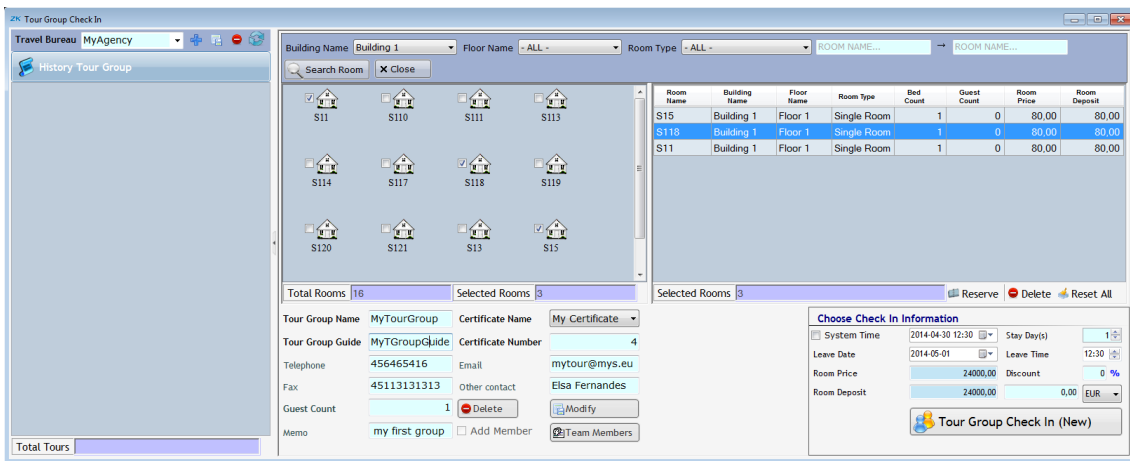 ZK Tour Group Check In
Travel Bureau MyAgency
History Tour Group
Total Tours
Building Name Building 1 Floor Name - ALL - Room Type - ALL - ROOM NAME... → ROOM NAME...
Search Room X Close
S11 S110 S111 S113
S114 S117 S118 S119
S120 S121 S13 S15
Total Rooms 16 Selected Rooms 3
Room Name Building Name Floor Name Room Type Bed Count Guest Count Room Price Room Deposit
S15 Building 1 Floor 1 Single Room 1 0 80,00 80,00
S118 Building 1 Floor 1 Single Room 1 0 80,00 80,00
S11 Building 1 Floor 1 Single Room 1 0 80,00 80,00
Selected Rooms 3 Reserve Delete Reset All
Tour Group Name MyTourGroup Certificate Name My Certificate
Tour Group Guide MyTGroupGuide Certificate Number 4
Telephone 456465416 Email mytour@mys.eu
Fax 45113131313 Other contact Elsa Fernandes
Guest Count 1 Delete Modify
Memo my first group Add Member Team Members
Choose Check In Information
System Time 2014-04-30 12:30 Stay Day(s) 1
Leave Date 2014-05-01 Leave Time 12:30
Room Price 24000,00 Discount 0 %
Room Deposit 24000,00 0,00 EUR
Tour Group Check In (New)